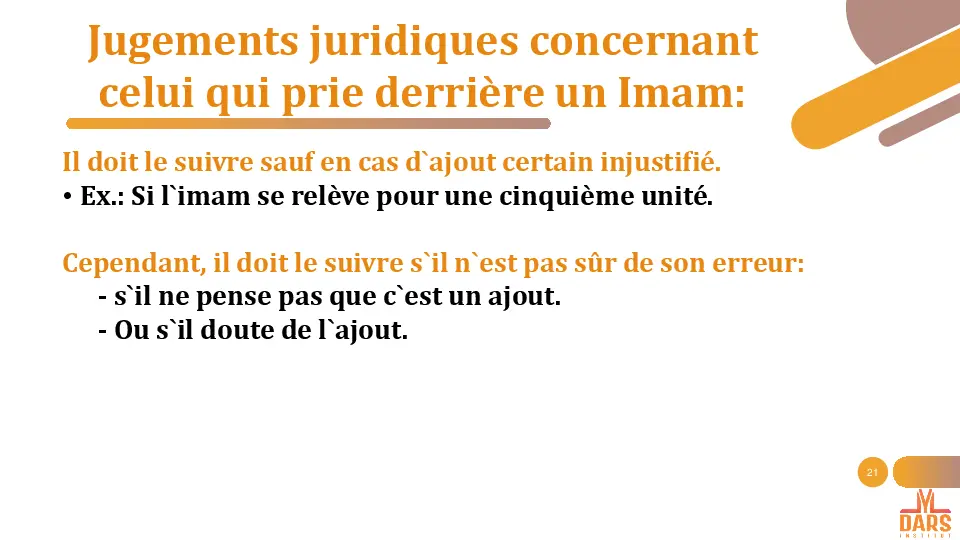 Jugements juridiques concernant
celui qui prie derrière un Imam:
Il doit le suivre sauf en cas d`ajout certain injustifié.
• Ex.: Si l`imam se relève pour une cinquième unité.
Cependant, il doit le suivre s`il n`est pas sûr de son erreur:
- s`il ne pense pas que c`est un ajout.
- Ou s`il doute de l`ajout.
21
DARS
INSTITUT